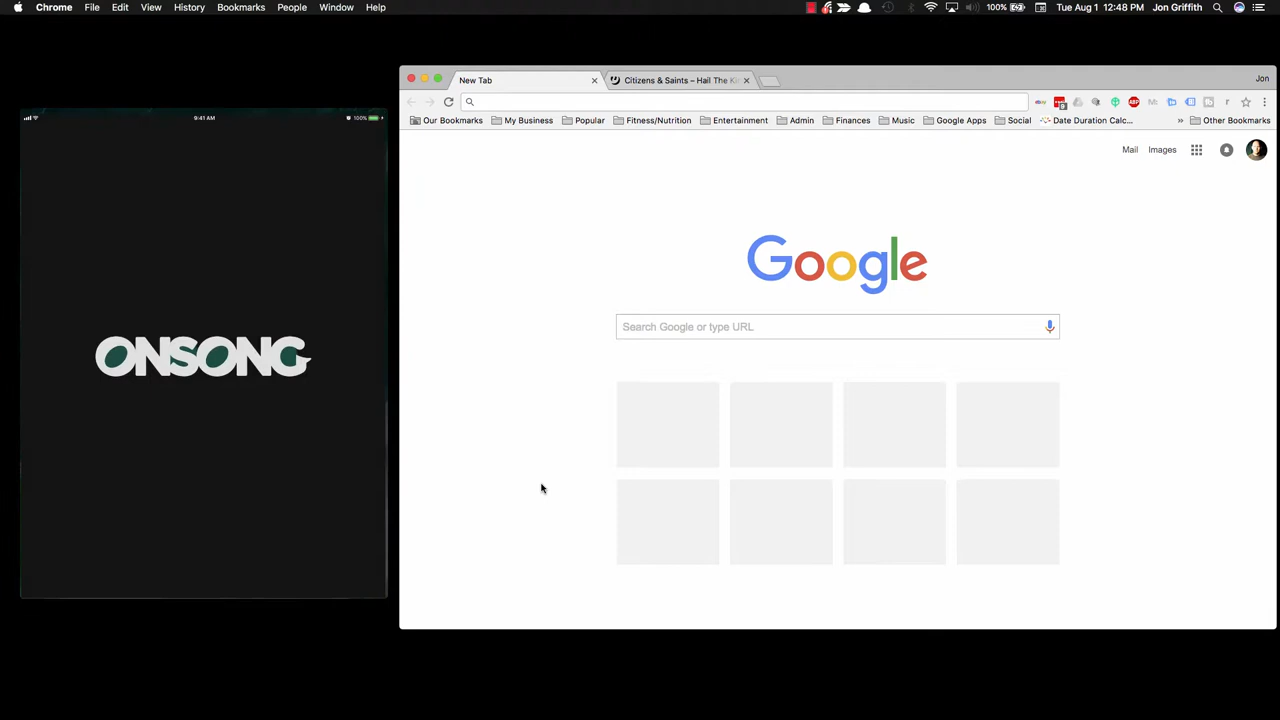 Chrome File Edit View History Bookmarks People Window Help 100% Tue Aug 1 12:48 PM Jon Griffith
New Tab Citizens & Saints – Hail The Ki Jon
Our Bookmarks My Business Popular Fitness/Nutrition Entertainment Admin Finances Music Google Apps Social Date Duration Calc... » Other Bookmarks
9:41 AM 100%
Mail Images
Google
Search Google or type URL
ONSONG